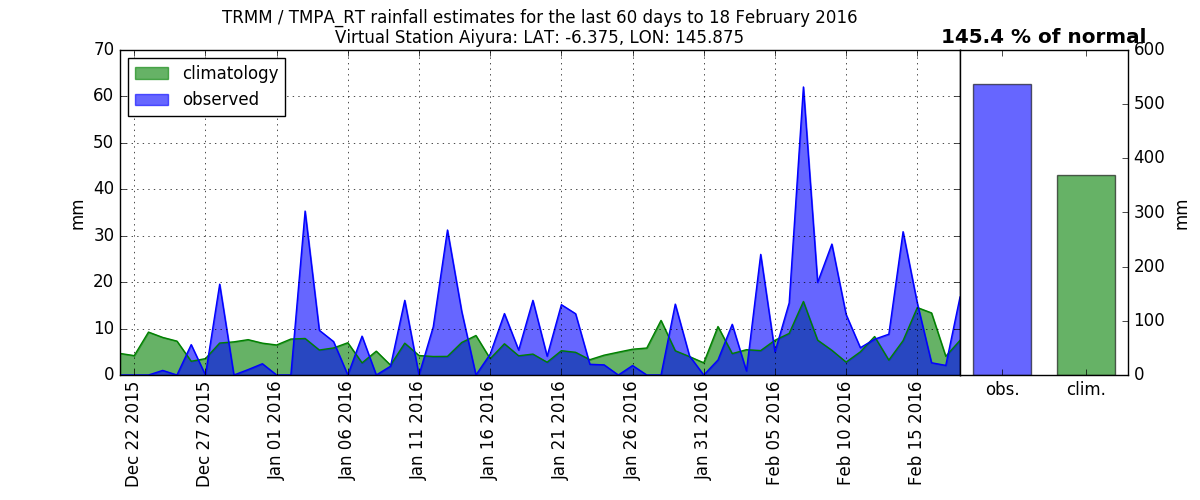 TRMM / TMPA_RT rainfall estimates for the last 60 days to 18 February 2016
Virtual Station Aiyura: LAT: -6.375, LON: 145.875
145.4 % of normal
climatology
observed
mm
70
60
50
40
30
20
10
0
Dec 22 2015
Dec 27 2015
Jan 01 2016
Jan 06 2016
Jan 11 2016
Jan 16 2016
Jan 21 2016
Jan 26 2016
Jan 31 2016
Feb 05 2016
Feb 10 2016
Feb 15 2016
obs.
clim.
600
500
400
300
200
100
0
mm